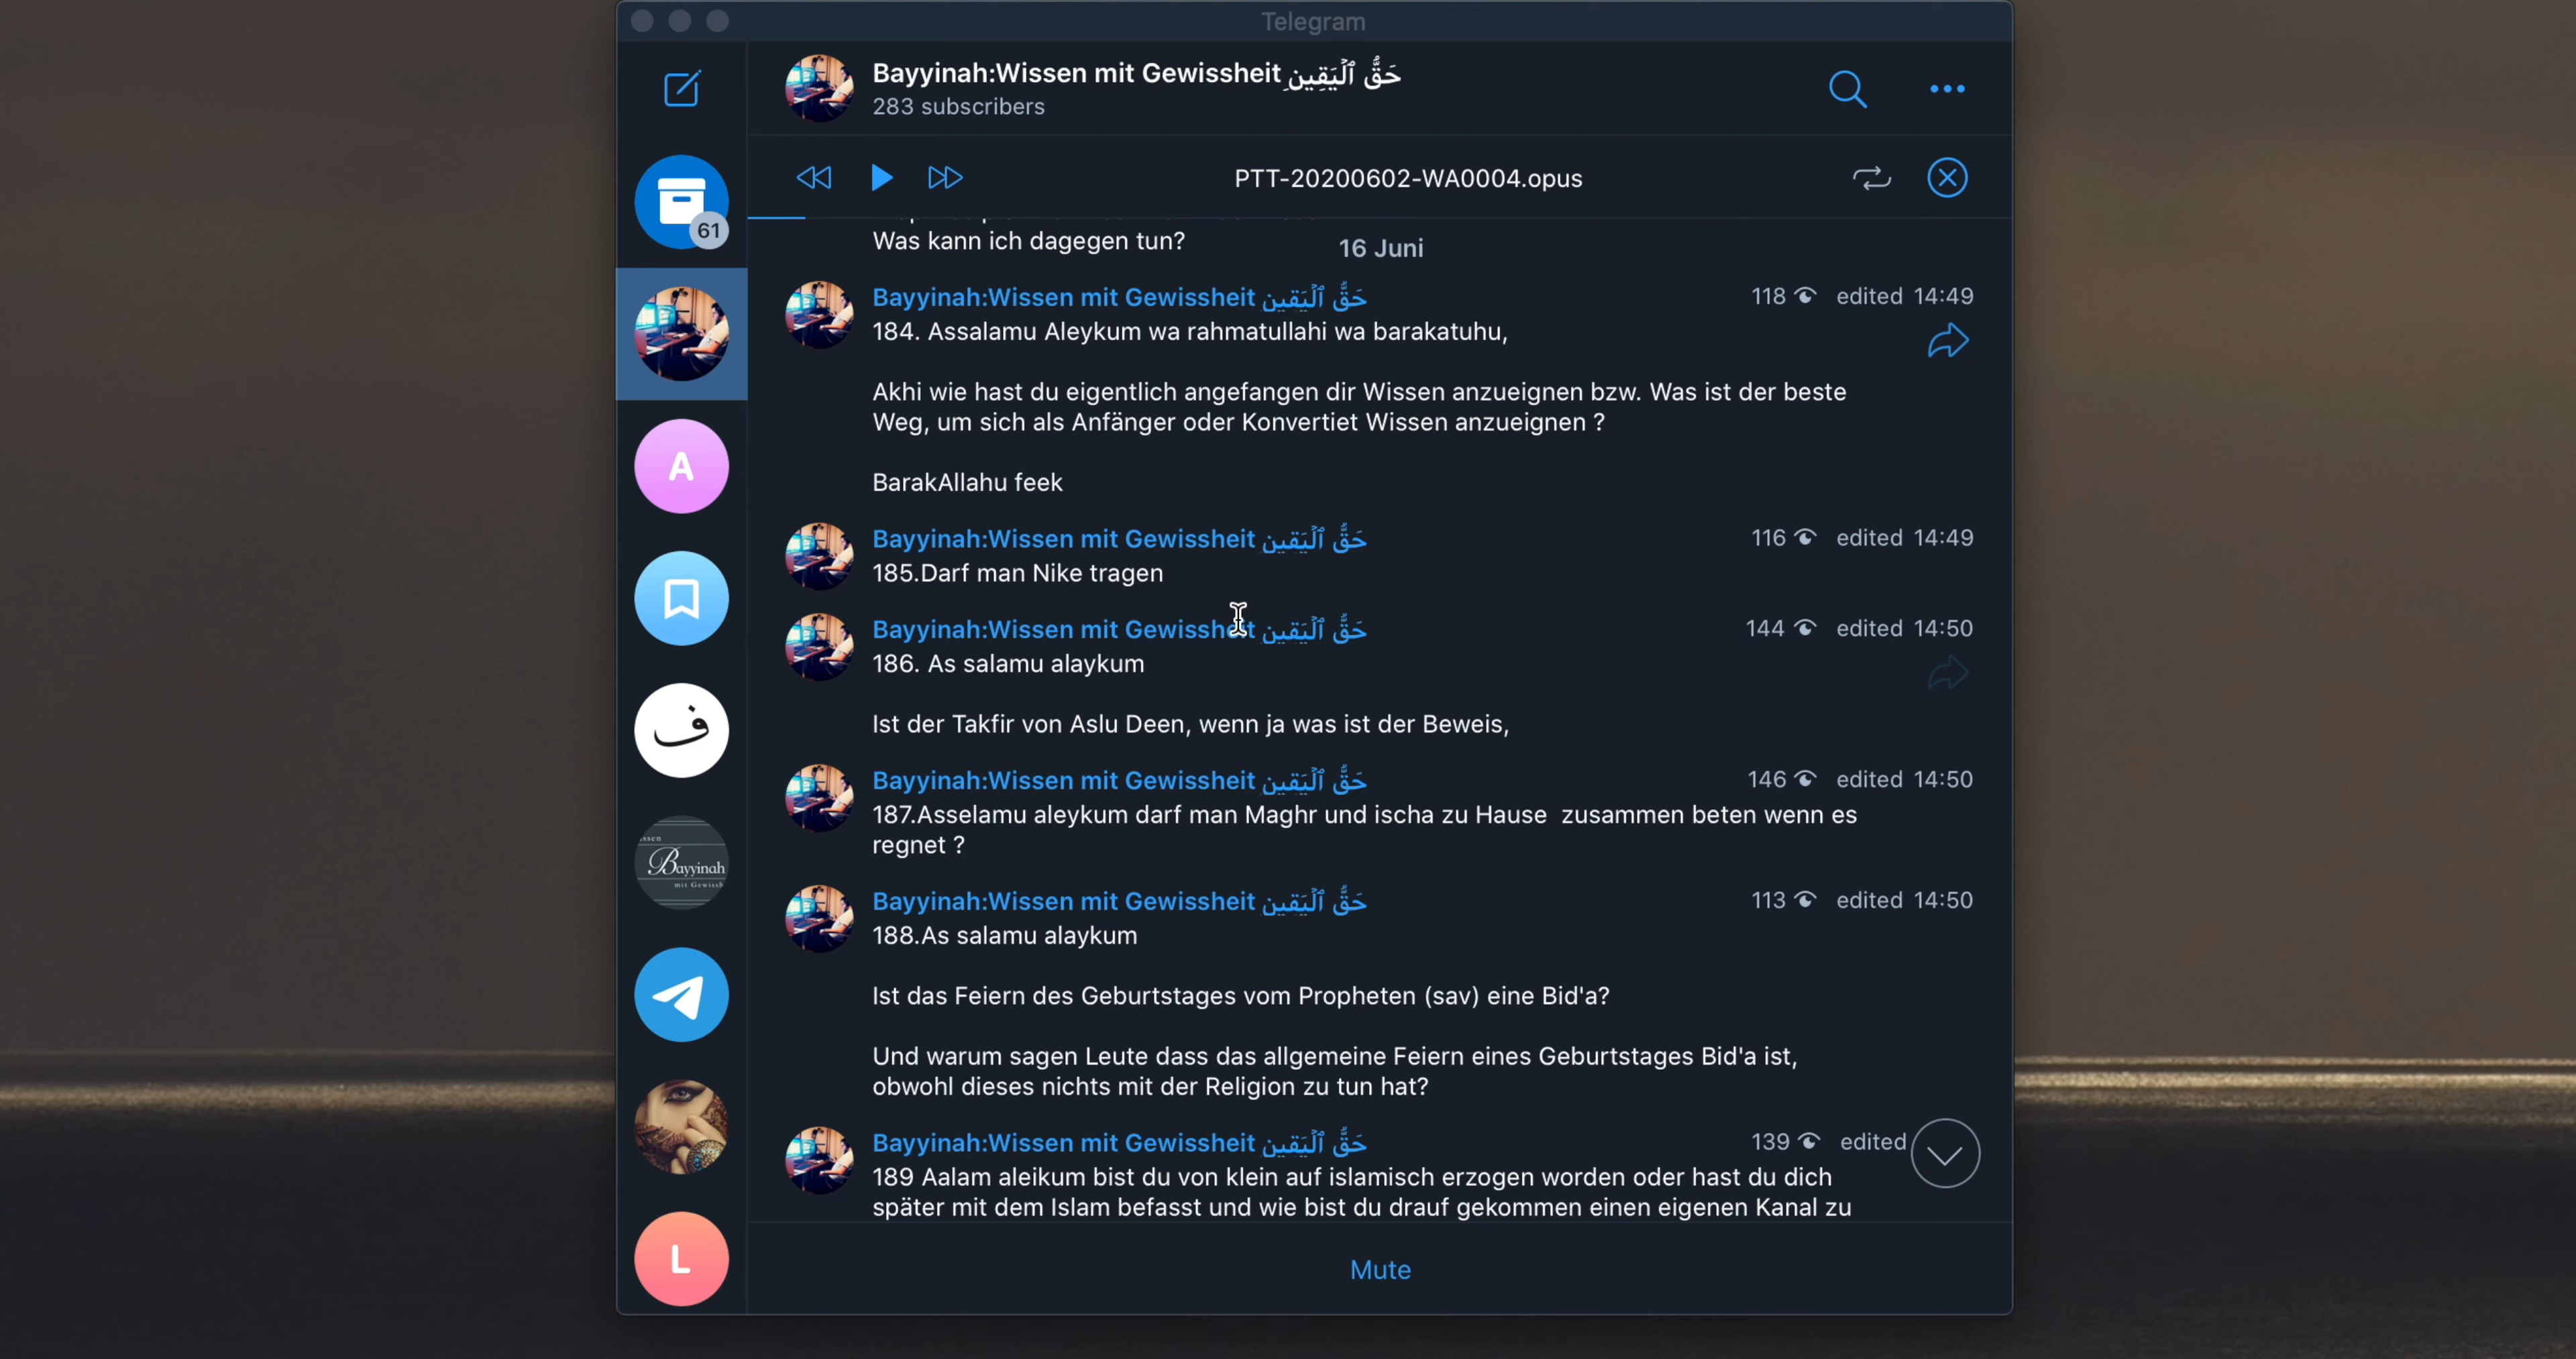 Telegram
Bayyinah:Wissen mit Gewissheit حَقُّ ٱلْيَقِينِ
283 subscribers
PTT-20200602-WA0004.opus
61
Was kann ich dagegen tun?
16 Juni
Bayyinah:Wissen mit Gewissheit حَقُّ ٱلْيَقِينِ
118 edited 14:49
184. Assalamu Aleykum wa rahmatullahi wa barakatuhu,
Akhi wie hast du eigentlich angefangen dir Wissen anzueignen bzw. Was ist der beste
Weg, um sich als Anfänger oder Konvertiet Wissen anzueignen ?
BarakAllahu feek
A
Bayyinah:Wissen mit Gewissheit حَقُّ ٱلْيَقِينِ
116 edited 14:49
185.Darf man Nike tragen
Bayyinah:Wissen mit Gewissheit حَقُّ ٱلْيَقِينِ
144 edited 14:50
186. As salamu alaykum
Ist der Takfir von Aslu Deen, wenn ja was ist der Beweis,
ف
Bayyinah:Wissen mit Gewissheit حَقُّ ٱلْيَقِينِ
146 edited 14:50
187.Asselamu aleykum darf man Maghr und ischa zu Hause  zusammen beten wenn es
regnet ?
ssen
Bayyinah
mit Gewissh
Bayyinah:Wissen mit Gewissheit حَقُّ ٱلْيَقِينِ
113 edited 14:50
188.As salamu alaykum
Ist das Feiern des Geburtstages vom Propheten (sav) eine Bid'a?
Und warum sagen Leute dass das allgemeine Feiern eines Geburtstages Bid'a ist,
obwohl dieses nichts mit der Religion zu tun hat?
Bayyinah:Wissen mit Gewissheit حَقُّ ٱلْيَقِينِ
139 edited
189 Aalam aleikum bist du von klein auf islamisch erzogen worden oder hast du dich
später mit dem Islam befasst und wie bist du drauf gekommen einen eigenen Kanal zu
L
Mute